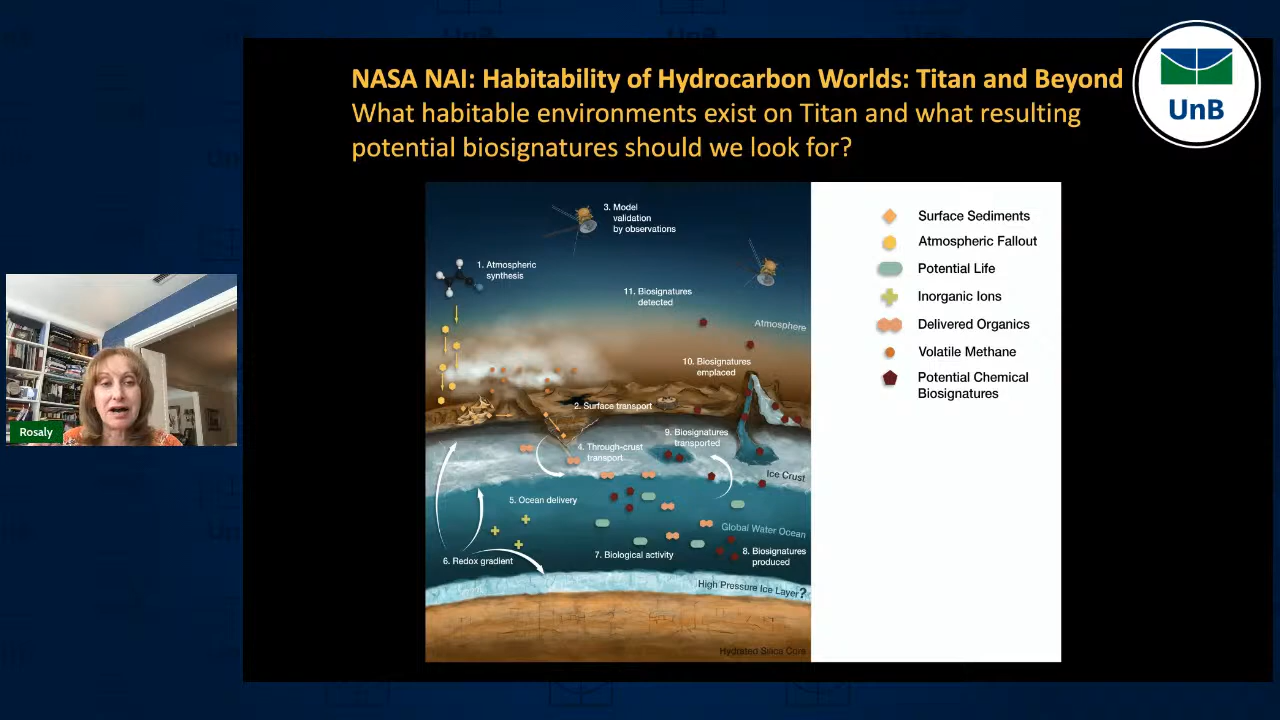 NASA NAI: Habitability of Hydrocarbon Worlds: Titan and Beyond
What habitable environments exist on Titan and what resulting
potential biosignatures should we look for?
UnB
3. Model
validation
by observations
1. Atmospheric
synthesis
11. Biosignatures
detected
Atmosphere
10. Biosignatures
emplaced
2. Surface transport
9. Biosignatures
transported
4. Through-crust
transport
Ice Crust
5. Ocean delivery
Global Water Ocean
6. Redox gradient
7. Biological activity
8. Biosignatures
produced
High Pressure Ice Layer?
Hydrated Silica Core
Surface Sediments
Atmospheric Fallout
Potential Life
Inorganic Ions
Delivered Organics
Volatile Methane
Potential Chemical
Biosignatures
Rosaly